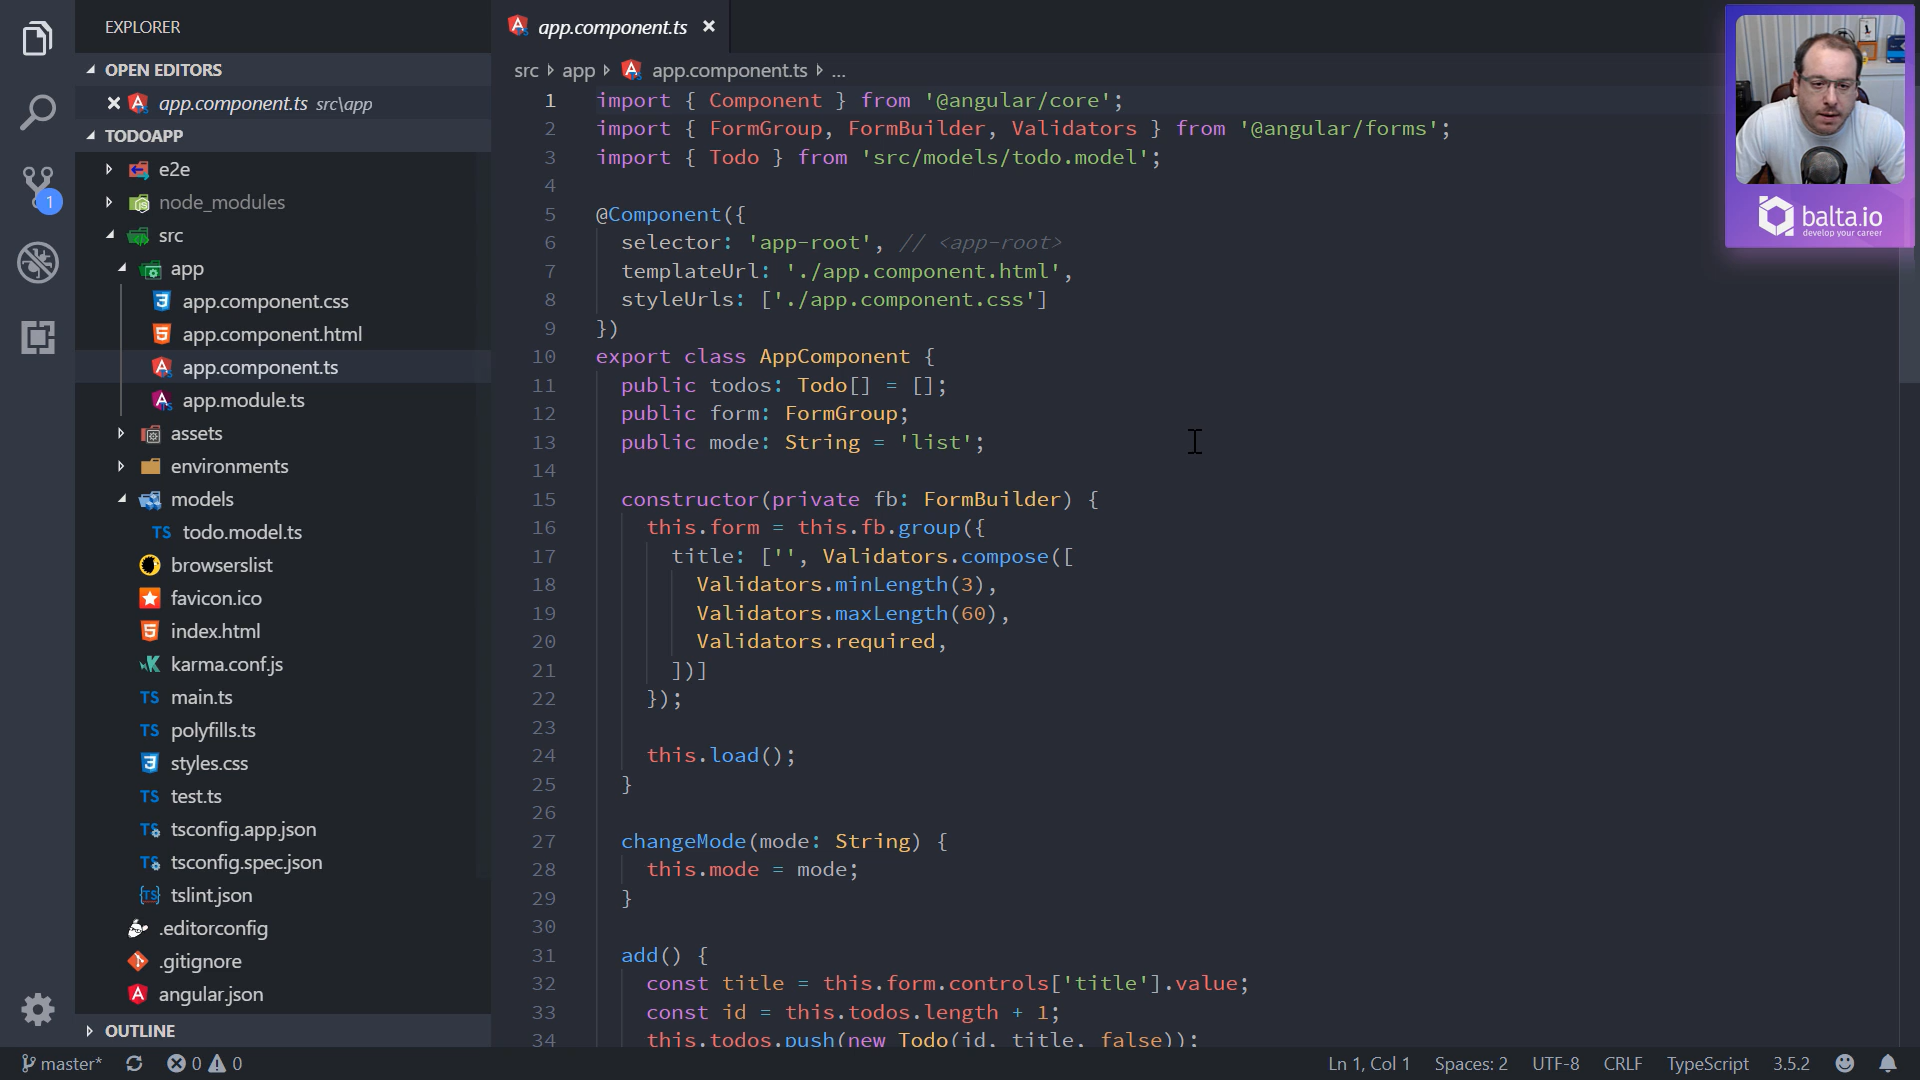 EXPLORER
OPEN EDITORS
app.component.ts src\app
TODOAPP
e2e
node_modules
src
app
app.component.css
app.component.html
app.component.ts
app.module.ts
assets
environments
models
TS todo.model.ts
browserslist
favicon.ico
index.html
karma.conf.js
TS main.ts
TS polyfills.ts
styles.css
TS test.ts
TS tsconfig.app.json
TS tsconfig.spec.json
tslint.json
.editorconfig
.gitignore
angular.json
OUTLINE
1
app.component.ts
src app app.component.ts ...
1 import { Component } from '@angular/core';
2 import { FormGroup, FormBuilder, Validators } from '@angular/forms';
3 import { Todo } from 'src/models/todo.model';
4
5 @Component({
6 selector: 'app-root', // <app-root>
7 templateUrl: './app.component.html',
8 styleUrls: ['./app.component.css']
9 })
10 export class AppComponent {
11 public todos: Todo[] = [];
12 public form: FormGroup;
13 public mode: String = 'list';
14
15 constructor(private fb: FormBuilder) {
16 this.form = this.fb.group({
17 title: ['', Validators.compose([
18 Validators.minLength(3),
19 Validators.maxLength(60),
20 Validators.required,
21 ])]
22 });
23
24 this.load();
25 }
26
27 changeMode(mode: String) {
28 this.mode = mode;
29 }
30
31 add() {
32 const title = this.form.controls['title'].value;
33 const id = this.todos.length + 1;
34 this.todos.push(new Todo(id, title, false));
balta.io
develop your career
master* 0 0
Ln 1, Col 1 Spaces: 2 UTF-8 CRLF TypeScript 3.5.2